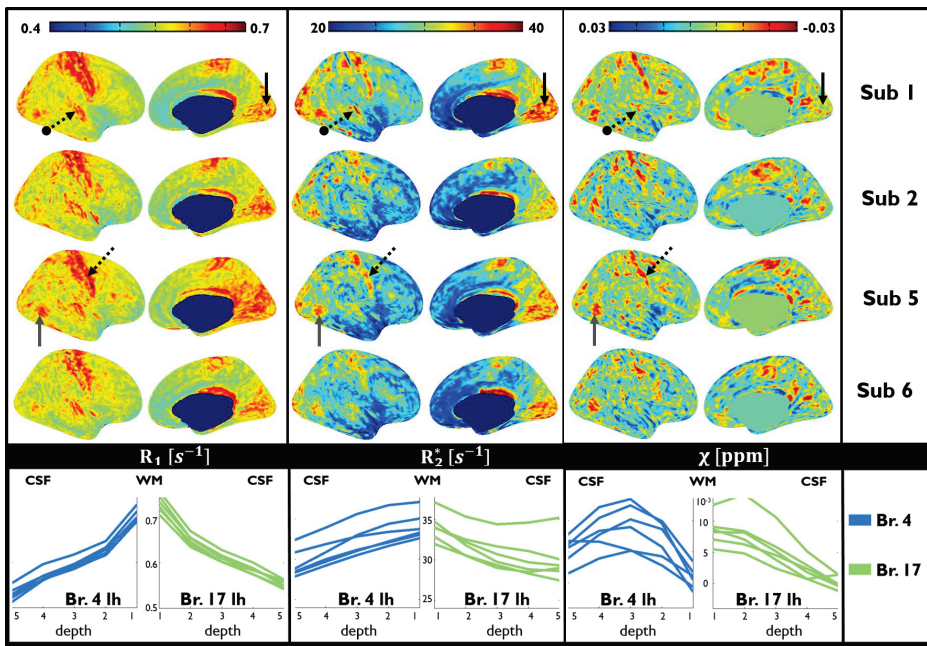 0.4 0.7 20 40 0.03 -0.03
Sub 1
Sub 2
Sub 5
Sub 6
R₁ [s⁻¹] R₂* [s⁻¹] χ [ppm]
CSF WM CSF CSF WM CSF CSF WM CSF
0.7
0.6
0.5
35
30
25
10⁻³
10
5
0
Br. 4 lh Br. 17 lh Br. 4 lh Br. 17 lh Br. 4 lh Br. 17 lh
5 4 3 2 1 1 2 3 4 5 5 4 3 2 1 1 2 3 4 5 5 4 3 2 1 1 2 3 4 5
depth depth depth depth depth depth
Br. 4
Br. 17